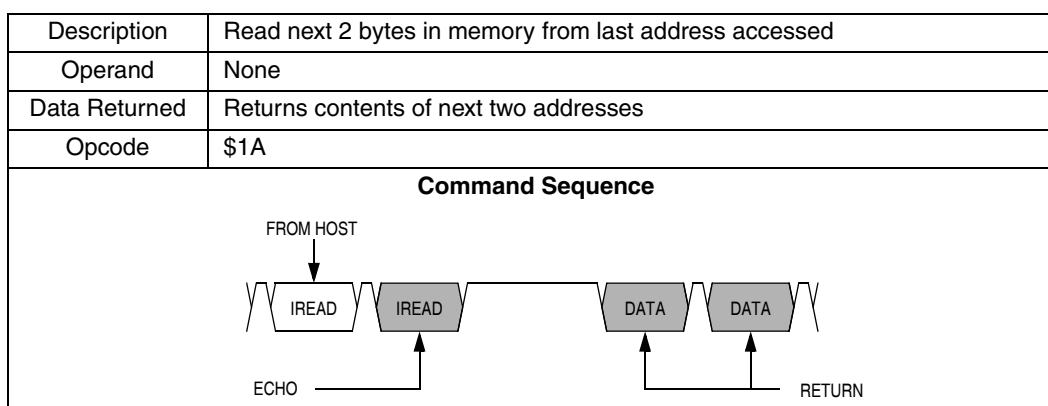 Description Read next 2 bytes in memory from last address accessed
Operand None
Data Returned Returns contents of next two addresses
Opcode $1A
Command Sequence
FROM HOST
IREAD IREAD DATA DATA
ECHO RETURN